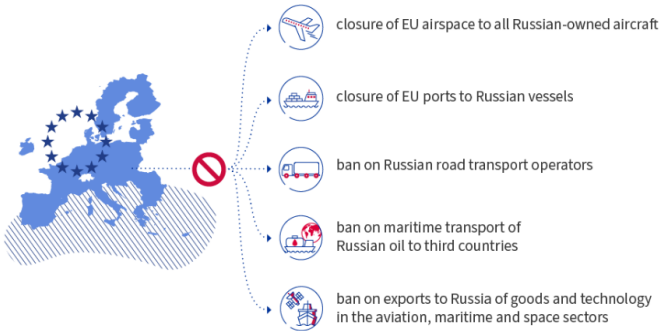 closure of EU airspace to all Russian-owned aircraft
closure of EU ports to Russian vessels
ban on Russian road transport operators
ban on maritime transport of
Russian oil to third countries
ban on exports to Russia of goods and technology
in the aviation, maritime and space sectors